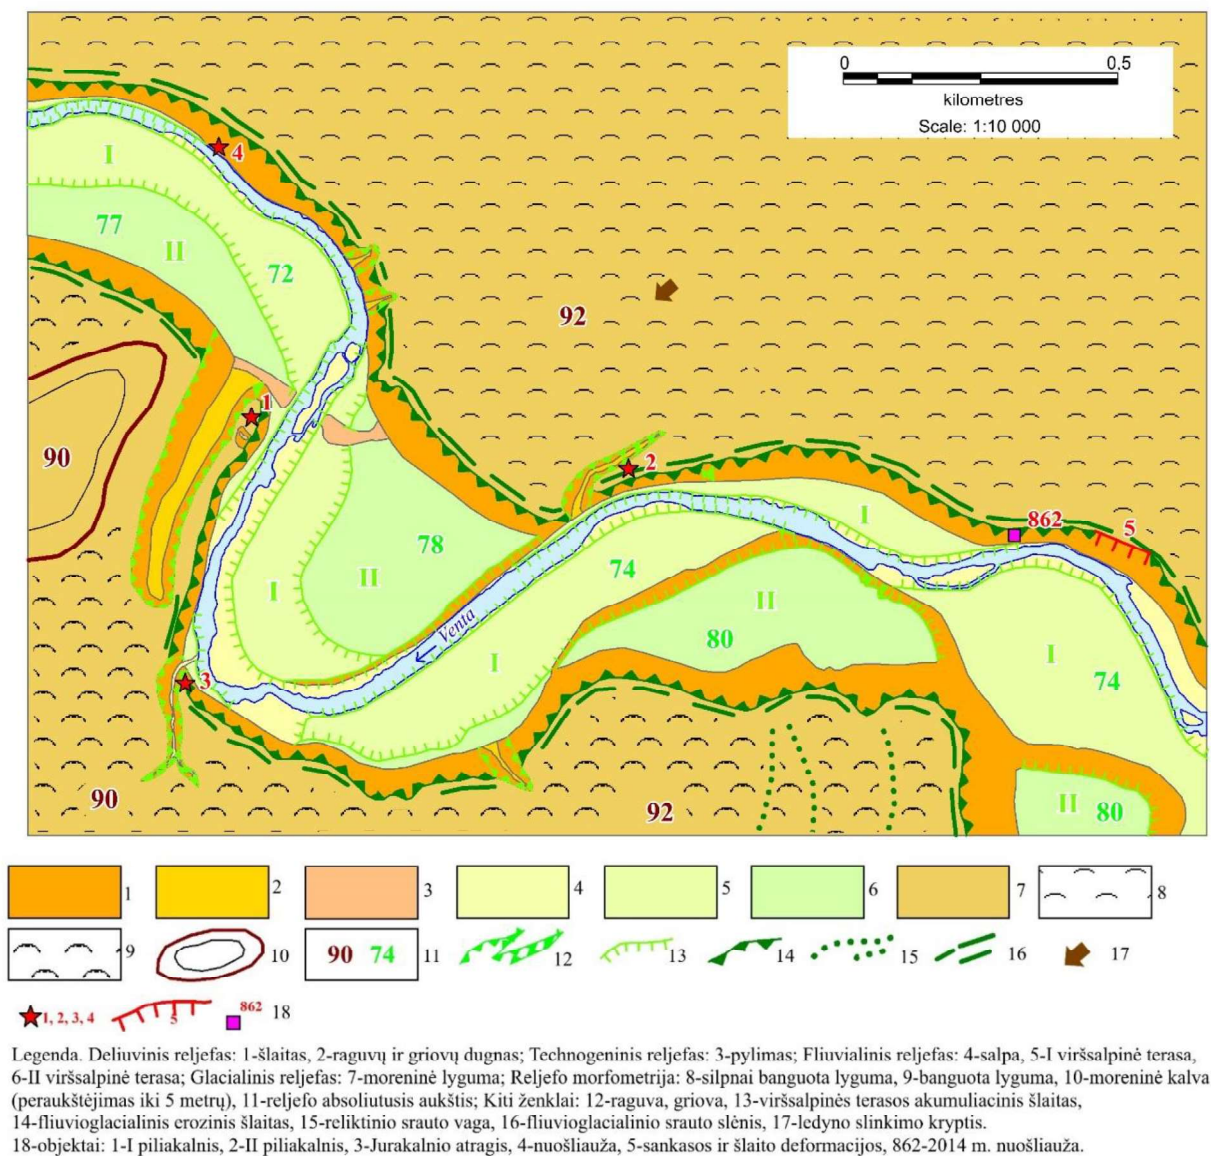 0 0.5
kilometres
Scale: 1:10 000
I
4
77
II
72
92
1
90
2
862
5
I
78
74
I
II
II
80
Venta
I
I
74
3
90
92
II 80
1 2 3 4 5 6 7 8
9 10 90 74 11 12 13 14 15 16 17
1, 2, 3, 4 5 862 18
Legenda. Deliuvinis reljefas: 1-šlaitas, 2-raguvų ir griovų dugnas; Technogeninis reljefas: 3-pylimas; Fliuvialinis reljefas: 4-salpa, 5-I viršsalpinė terasa,
6-II viršsalpinė terasa; Glacialinis reljefas: 7-moreninė lyguma; Reljefo morfometrija: 8-silpnai banguota lyguma, 9-banguota lyguma, 10-moreninė kalva
(peraukštėjimas iki 5 metrų), 11-reljefo absoliutusis aukštis; Kiti ženklai: 12-raguva, griova, 13-viršsalpinės terasos akumuliacinis šlaitas,
14-fliuvioglacialinis erozinis šlaitas, 15-reliktinio srauto vaga, 16-fliuvioglacialinio srauto slėnis, 17-ledyno slinkimo kryptis.
18-objektai: 1-I piliakalnis, 2-II piliakalnis, 3-Jurakalnio atragis, 4-nuošliauža, 5-sankasos ir šlaito deformacijos, 862-2014 m. nuošliauža.